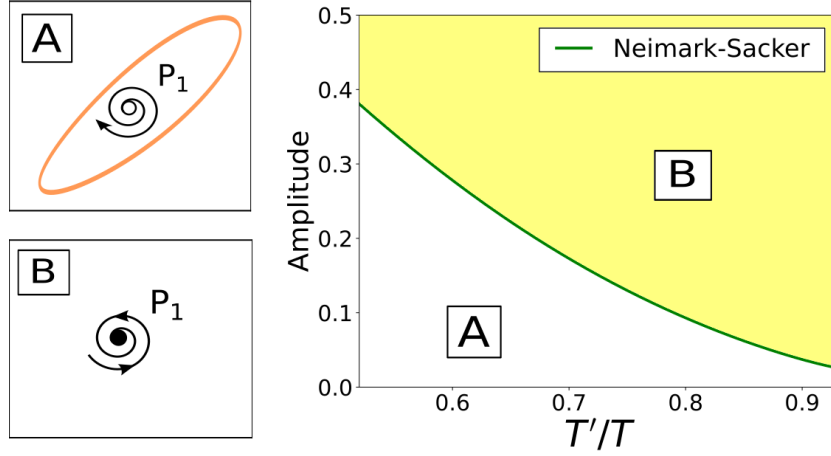 A
P₁
B
P₁
Neimark-Sacker
Amplitude
0.5
0.4
0.3
0.2
0.1
0.0
B
A
0.6 0.7 0.8 0.9
T′/T